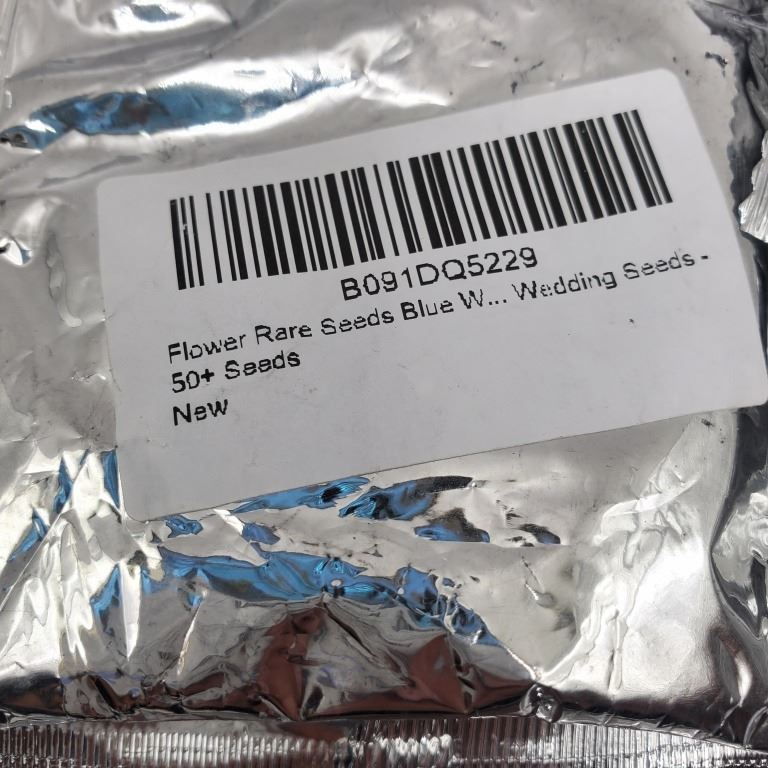 B091DQ5229
Flower Rare Seeds Blue W... Wedding Seeds -
50+ Seeds
New